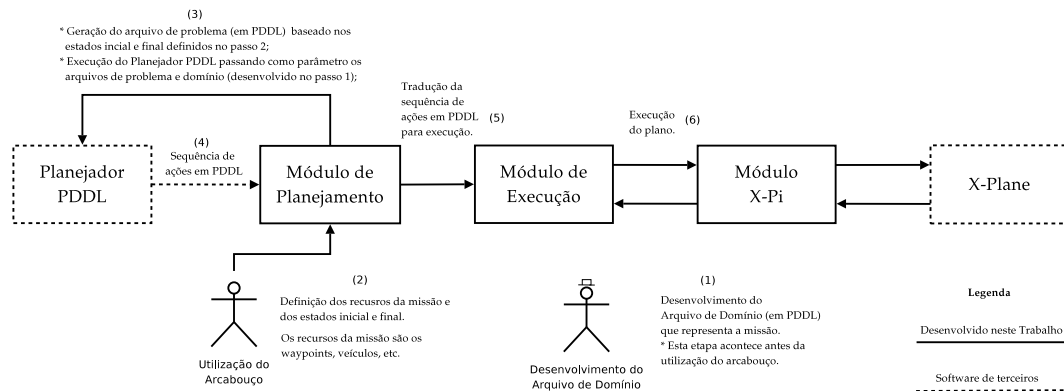 (3)
* Geração do arquivo de problema (em PDDL) baseado nos
estados incial e final definidos no passo 2;
* Execução do Planejador PDDL passando como parâmetro os
arquivos de problema e domínio (desenvolvido no passo 1);
Tradução da
sequência de
ações em PDDL
para execução.
(5)
Execução
do plano.
(6)
(4)
Sequência de
ações em PDDL
Planejador
PDDL
Módulo de
Planejamento
Módulo de
Execução
Módulo
X-Pi
X-Plane
(2)
Definição dos recusros da missão e
dos estados inicial e final.
Os recursos da missão são os
waypoints, veículos, etc.
Utilização do
Arcabouço
(1)
Desenvolvimento do
Arquivo de Domínio (em PDDL)
que representa a missão.
* Esta etapa acontece antes da
utilização do arcabouço.
Desenvolvimento do
Arquivo de Domínio
Legenda
Desenvolvido neste Trabalho
Software de terceiros